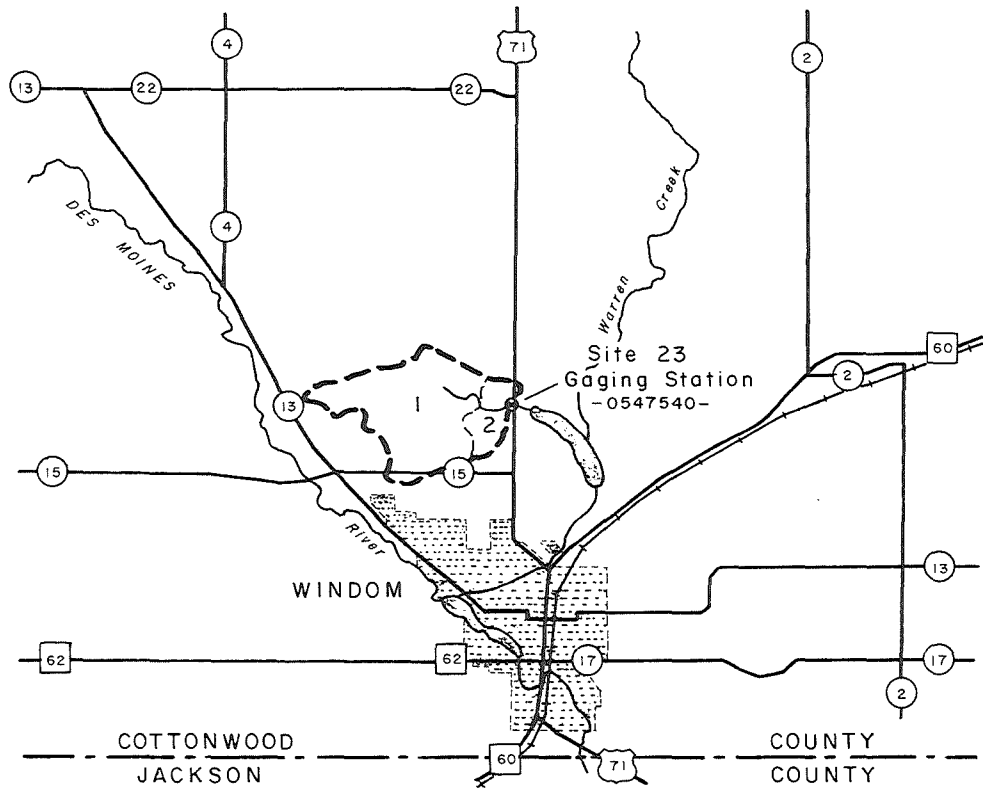 4
71
2
13
22
22
Creek
4
DES MOINES
Warren
60
Site 23
2
Gaging Station
-0547540-
13
1
2
15
15
River
13
WINDOM
62
62
17
17
2
COTTONWOOD COUNTY
60
71
JACKSON COUNTY